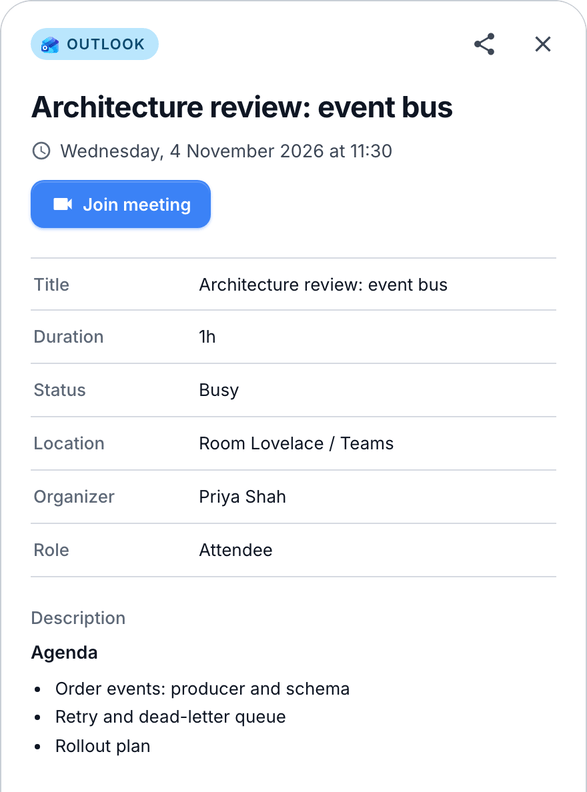 OUTLOOK
Architecture review: event bus
Wednesday, 4 November 2026 at 11:30
Join meeting
Title Architecture review: event bus
Duration 1h
Status Busy
Location Room Lovelace / Teams
Organizer Priya Shah
Role Attendee
Description
Agenda
• Order events: producer and schema
• Retry and dead-letter queue
• Rollout plan